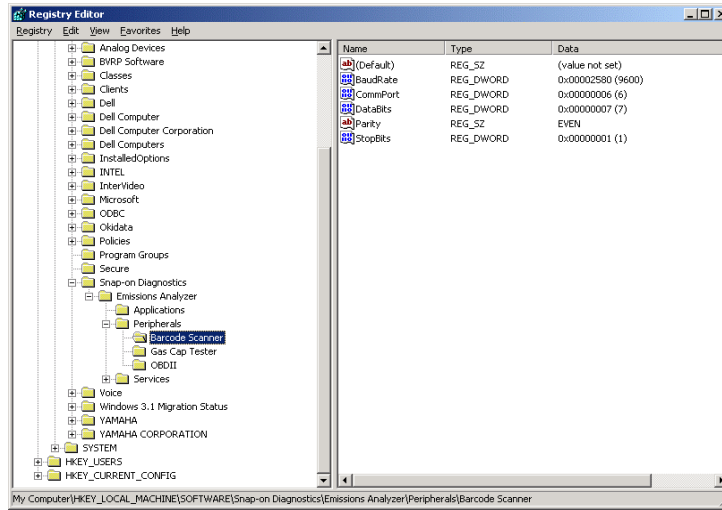 Registry Editor
Registry Edit View Favorites Help
Analog Devices
BVRP Software
Classes
Clients
Dell
Dell Computer
Dell Computer Corporation
Dell Computers
InstalledOptions
INTEL
InterVideo
Microsoft
ODBC
Okidata
Policies
Program Groups
Secure
Snap-on Diagnostics
Emissions Analyzer
Applications
Peripherals
Barcode Scanner
Gas Cap Tester
OBDII
Services
Voice
Windows 3.1 Migration Status
YAMAHA
YAMAHA CORPORATION
SYSTEM
HKEY_USERS
HKEY_CURRENT_CONFIG
Name Type Data
(Default) REG_SZ (value not set)
BaudRate REG_DWORD 0x00002580 (9600)
CommPort REG_DWORD 0x00000006 (6)
DataBits REG_DWORD 0x00000007 (7)
Parity REG_SZ EVEN
StopBits REG_DWORD 0x00000001 (1)
My Computer\HKEY_LOCAL_MACHINE\SOFTWARE\Snap-on Diagnostics\Emissions Analyzer\Peripherals\Barcode Scanner